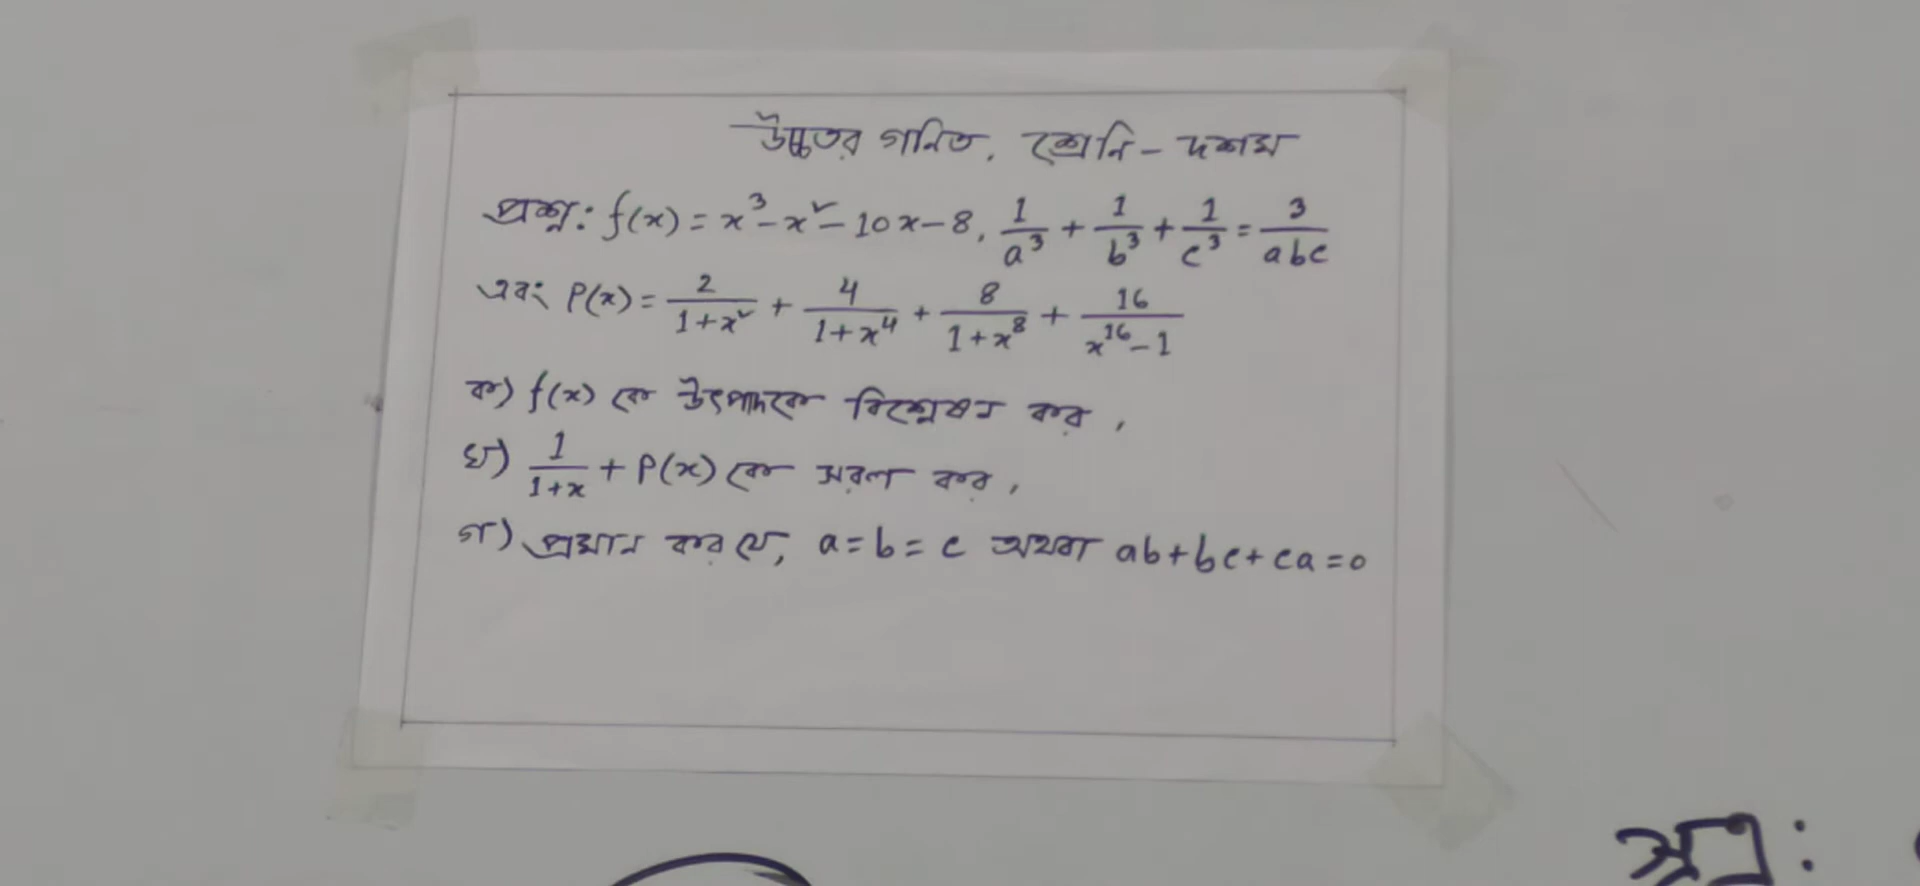 উচ্চতর গনিত, শ্রেনি - দশম
প্রশ্ন: f(x) = x³ - x² - 10x - 8, 1/a³ + 1/b³ + 1/c³ = 3/abc
এবং P(x) = 2/(1+x²) + 4/(1+x⁴) + 8/(1+x⁸) + 16/(x¹⁶-1)
ক) f(x) কে উৎপাদকে বিশ্লেষন কর,
খ) 1/(1+x) + P(x) কে সরল কর,
গ) প্রমান কর যে, a = b = c অথবা ab + bc + ca = 0